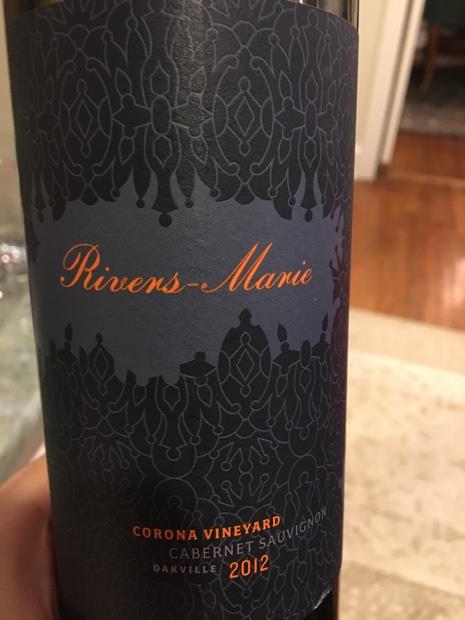 Rivers-Marie
CORONA VINEYARD
CABERNET SAUVIGNON
OAKVILLE 2012